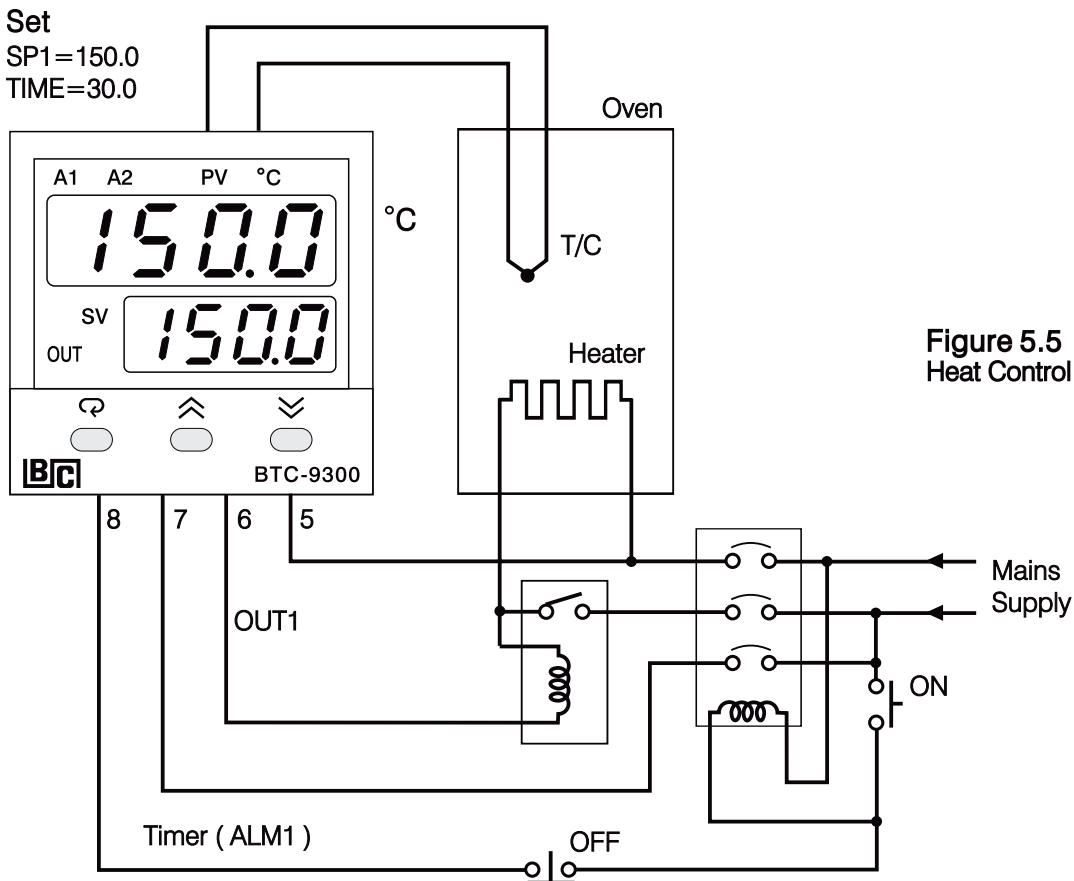 Set
SP1=150.0
TIME=30.0
Oven
A1 A2 PV °C
150.0
°C
T/C
SV
150.0
OUT
Heater
Figure 5.5
Heat Control
BC
BTC-9300
8 7 6 5
Mains
Supply
OUT1
ON
Timer ( ALM1 )
OFF